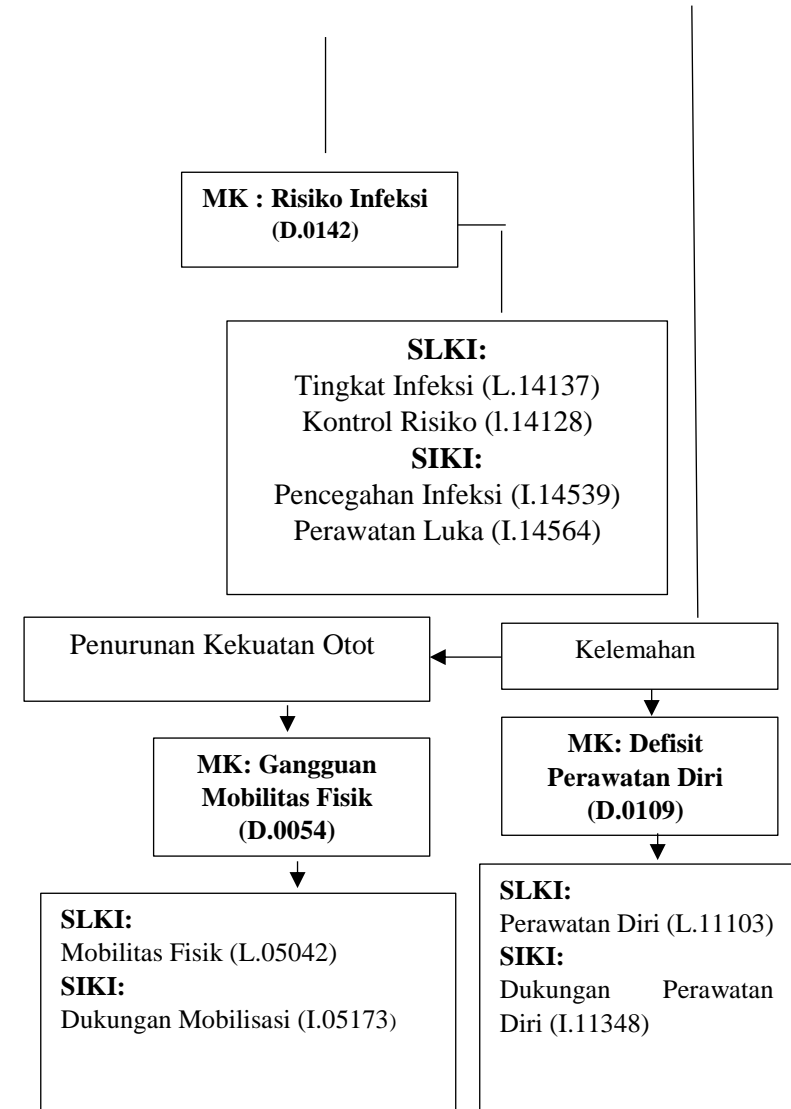 MK : Risiko Infeksi
(D.0142)
SLKI:
Tingkat Infeksi (L.14137)
Kontrol Risiko (l.14128)
SIKI:
Pencegahan Infeksi (I.14539)
Perawatan Luka (I.14564)
Penurunan Kekuatan Otot
Kelemahan
MK: Gangguan
Mobilitas Fisik
(D.0054)
MK: Defisit
Perawatan Diri
(D.0109)
SLKI:
Mobilitas Fisik (L.05042)
SIKI:
Dukungan Mobilisasi (I.05173)
SLKI:
Perawatan Diri (L.11103)
SIKI:
Dukungan Perawatan
Diri (I.11348)